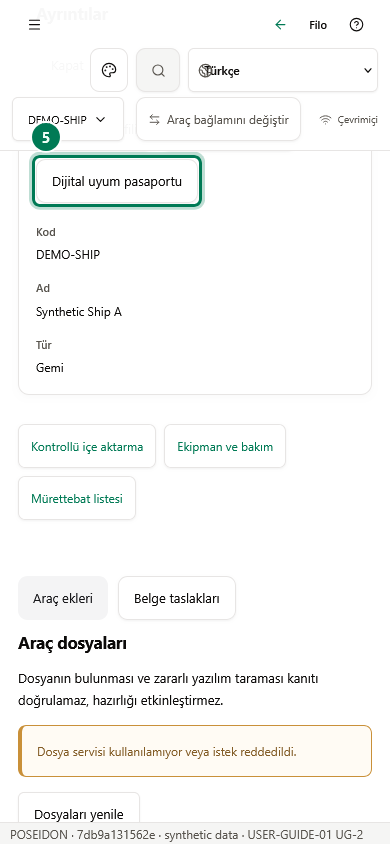 Ayrıntılar
Filo
Kapat
Türkçe
DEMO-SHIP
Araç bağlamını değiştir
Çevrimiçi
5
Dijital uyum pasaportu
Kod
DEMO-SHIP
Ad
Synthetic Ship A
Tür
Gemi
Kontrollü içe aktarma
Ekipman ve bakım
Mürettebat listesi
Araç ekleri
Belge taslakları
Araç dosyaları
Dosyanın bulunması ve zararlı yazılım taraması kanıtı
doğrulamaz, hazırlığı etkinleştirmez.
Dosya servisi kullanılamıyor veya istek reddedildi.
Dosyaları yenile
POSEIDON · 7db9a131562e · synthetic data · USER-GUIDE-01 UG-2